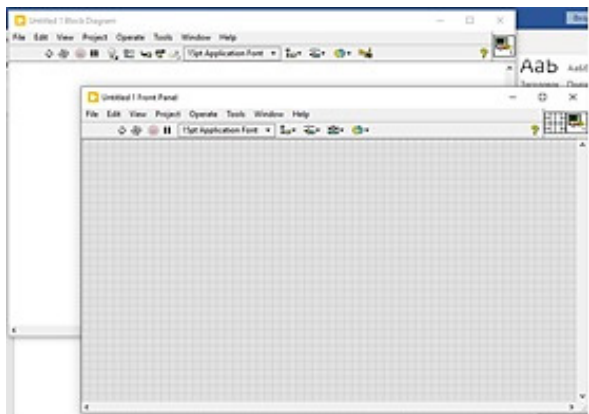 Untitled 1 Block Diagram
File Edit View Project Operate Tools Window Help
15pt Application Font
?
AaB
Untitled 1 Front Panel
File Edit View Project Operate Tools Window Help
15pt Application Font
?